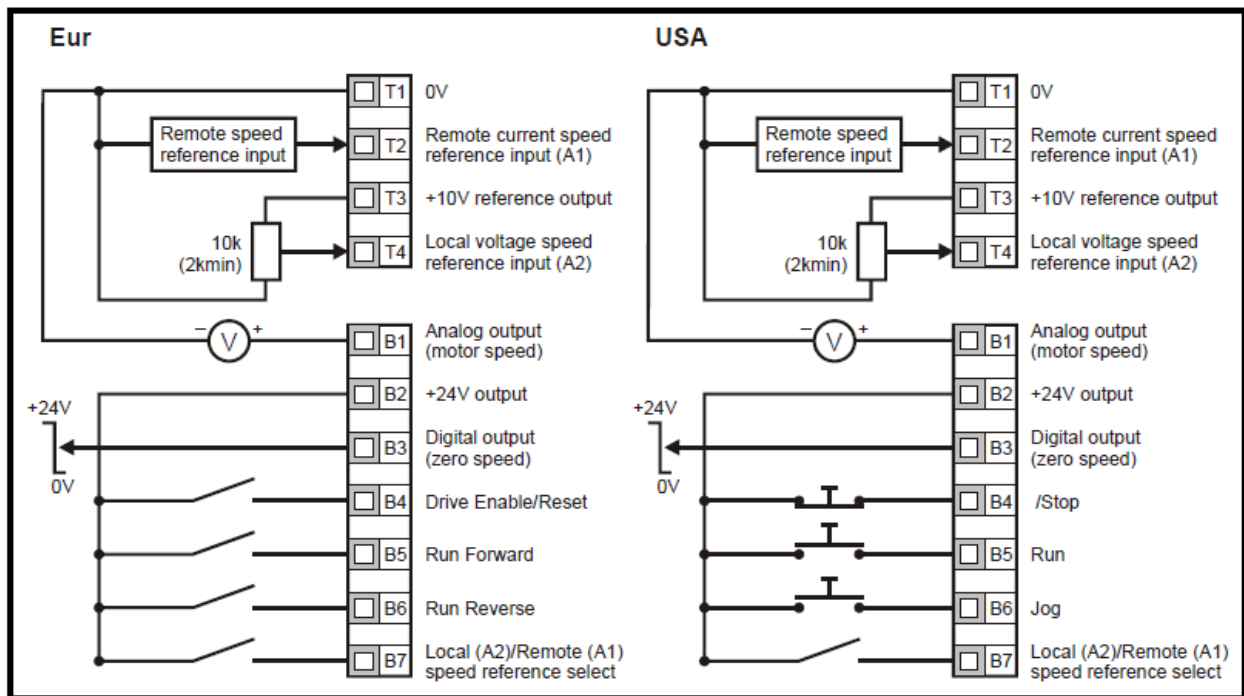 Eur
T1 0V
Remote speed
reference input
T2 Remote current speed
reference input (A1)
T3 +10V reference output
10k
(2kmin)
T4 Local voltage speed
reference input (A2)
– V +
B1 Analog output
(motor speed)
B2 +24V output
+24V
0V
B3 Digital output
(zero speed)
B4 Drive Enable/Reset
B5 Run Forward
B6 Run Reverse
B7 Local (A2)/Remote (A1)
speed reference select
USA
T1 0V
Remote speed
reference input
T2 Remote current speed
reference input (A1)
T3 +10V reference output
10k
(2kmin)
T4 Local voltage speed
reference input (A2)
– V +
B1 Analog output
(motor speed)
B2 +24V output
+24V
0V
B3 Digital output
(zero speed)
B4 /Stop
B5 Run
B6 Jog
B7 Local (A2)/Remote (A1)
speed reference select